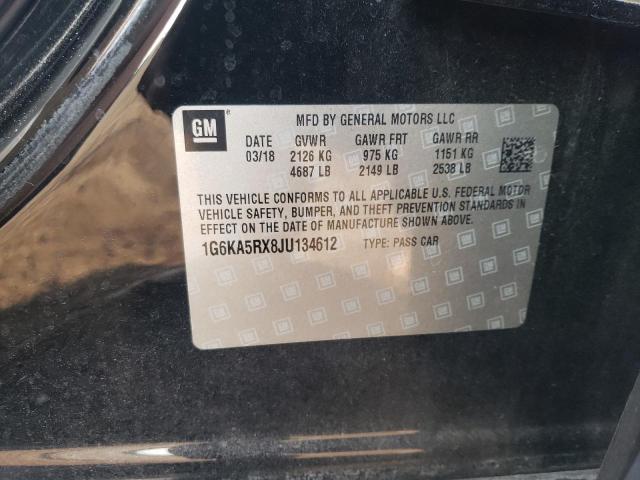 GM
MFD BY GENERAL MOTORS LLC
DATE GVWR GAWR FRT GAWR RR
03/18 2126 KG 975 KG 1151 KG
4687 LB 2149 LB 2538 LB
THIS VEHICLE CONFORMS TO ALL APPLICABLE U.S. FEDERAL MOTOR
VEHICLE SAFETY, BUMPER, AND THEFT PREVENTION STANDARDS IN
EFFECT ON THE DATE OF MANUFACTURE SHOWN ABOVE.
1G6KA5RX8JU134612 TYPE: PASS CAR